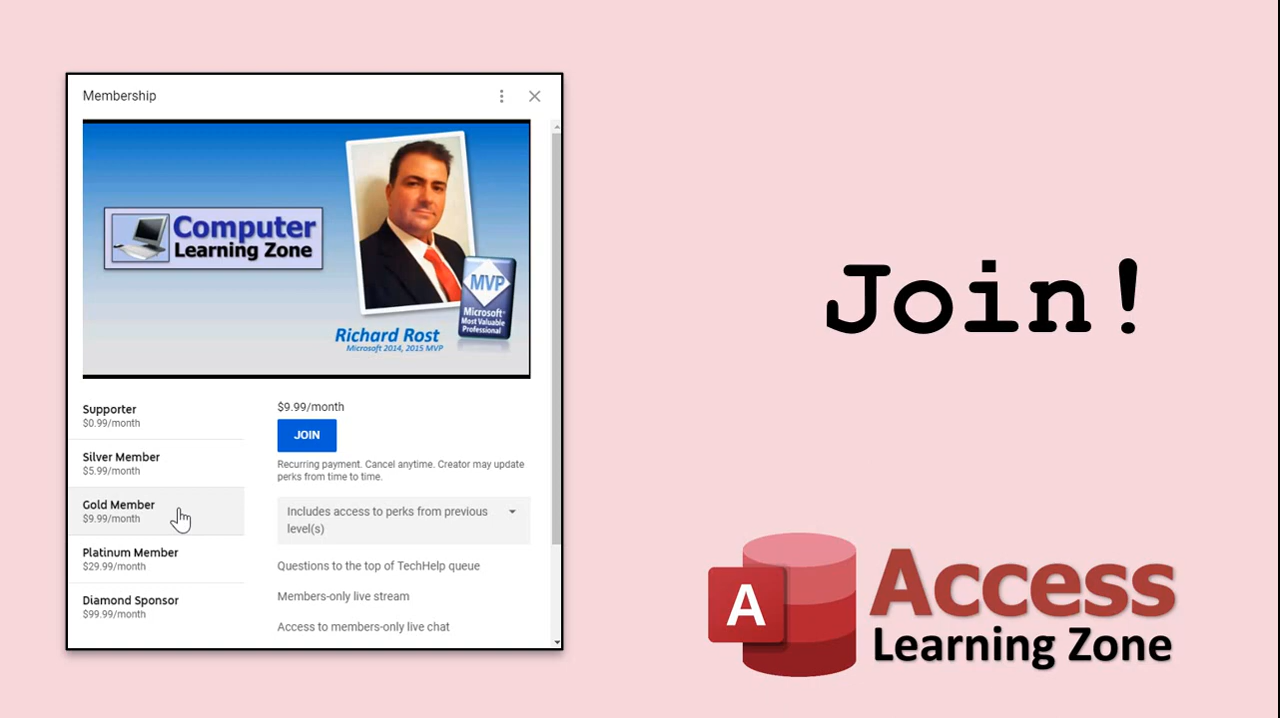 Membership
Computer
Learning Zone
MVP
Microsoft®
Most Valuable
Professional
Richard Rost
Microsoft 2014, 2015 MVP
Supporter
$0.99/month
Silver Member
$5.99/month
Gold Member
$9.99/month
Platinum Member
$29.99/month
Diamond Sponsor
$99.99/month
$9.99/month
JOIN
Recurring payment. Cancel anytime. Creator may update
perks from time to time.
Includes access to perks from previous
level(s)
Questions to the top of TechHelp queue
Members-only live stream
Access to members-only live chat
Join!
A
Access
Learning Zone